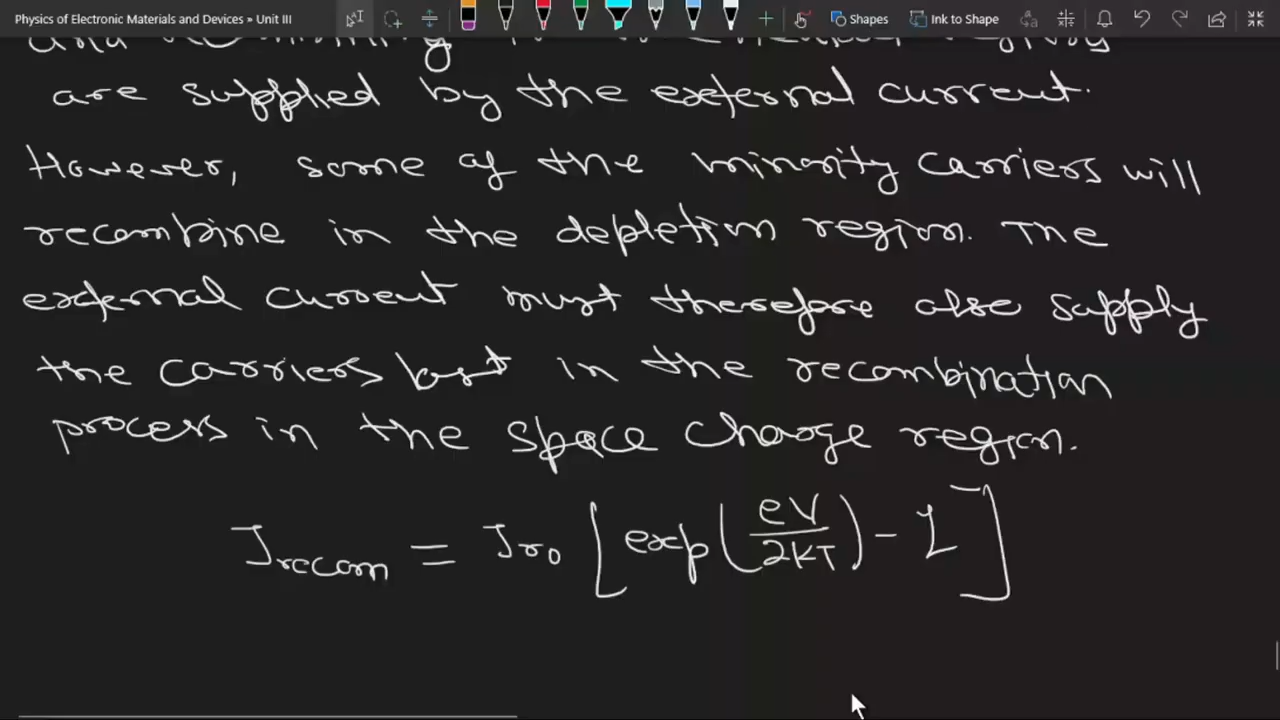 Physics of Electronic Materials and Devices » Unit III
Shapes Ink to Shape
are supplied by the external current.
However, some of the minority carriers will
recombine in the depletion region. The
external current must therefore also supply
the carriers lost in the recombination
process in the space charge region.
J_recom = J_r0 [exp(eV/2KT) - 1]